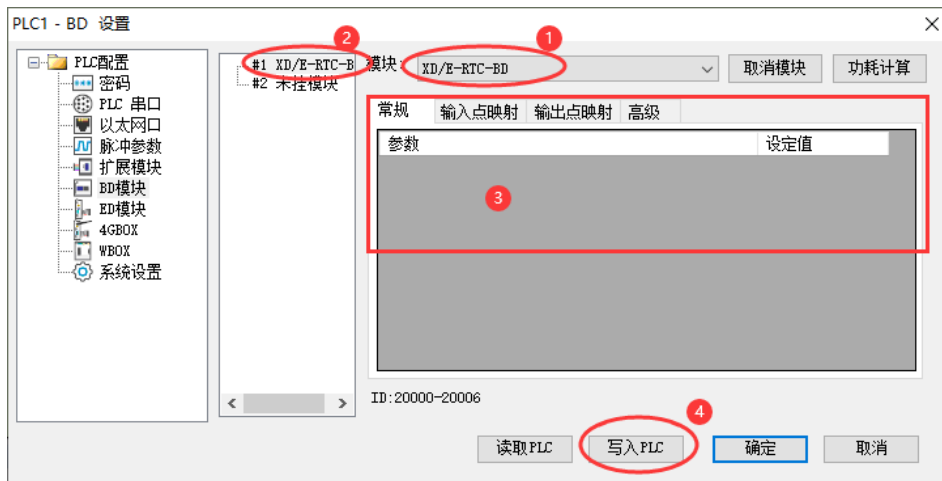 PLC1 - BD 设置
PLC配置
密码
PLC 串口
以太网口
脉冲参数
扩展模块
BD模块
ED模块
4GBOX
WBOX
系统设置
2
#1 XD/E-RTC-B
#2 未挂模块
1
模块: XD/E-RTC-BD
取消模块
功耗计算
常规 输入点映射 输出点映射 高级
参数 设定值
3
ID:20000-20006
4
读取PLC 写入PLC 确定 取消